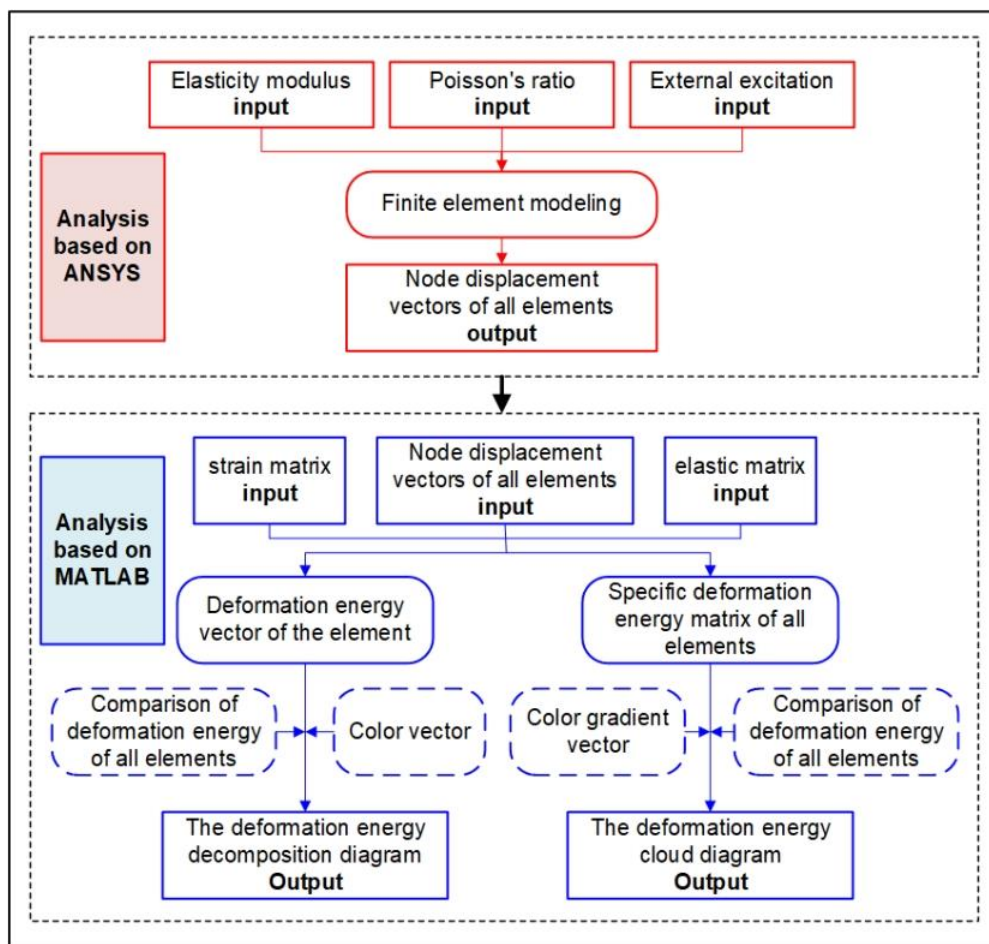 Elasticity modulus
input
Poisson's ratio
input
External excitation
input
Analysis
based on
ANSYS
Finite element modeling
Node displacement
vectors of all elements
output
Analysis
based on
MATLAB
strain matrix
input
Node displacement
vectors of all elements
input
elastic matrix
input
Deformation energy
vector of the element
Specific deformation
energy matrix of all
elements
Comparison of
deformation energy
of all elements
Color vector
Color gradient
vector
Comparison of
deformation energy
of all elements
The deformation energy
decomposition diagram
Output
The deformation energy
cloud diagram
Output